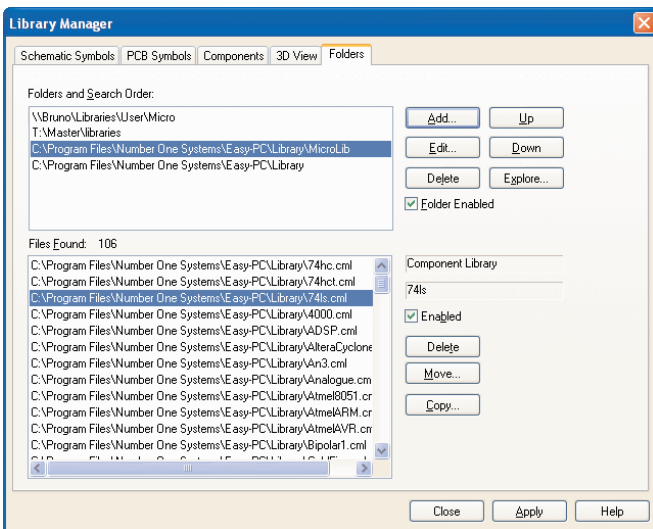 Library Manager
Schematic Symbols PCB Symbols Components 3D View Folders
Folders and Search Order:
\\Bruno\Libraries\User\Micro
T:\Master\libraries
C:\Program Files\Number One Systems\Easy-PC\Library\MicroLib
C:\Program Files\Number One Systems\Easy-PC\Library
Add... Up
Edit... Down
Delete Explore...
Folder Enabled
Files Found: 106
C:\Program Files\Number One Systems\Easy-PC\Library\74hc.cml
C:\Program Files\Number One Systems\Easy-PC\Library\74hct.cml
C:\Program Files\Number One Systems\Easy-PC\Library\74ls.cml
C:\Program Files\Number One Systems\Easy-PC\Library\4000.cml
C:\Program Files\Number One Systems\Easy-PC\Library\ADSP.cml
C:\Program Files\Number One Systems\Easy-PC\Library\AlteraCyclone
C:\Program Files\Number One Systems\Easy-PC\Library\An3.cml
C:\Program Files\Number One Systems\Easy-PC\Library\Analogue.cm
C:\Program Files\Number One Systems\Easy-PC\Library\Atmel8051.cr
C:\Program Files\Number One Systems\Easy-PC\Library\AtmelARM.cr
C:\Program Files\Number One Systems\Easy-PC\Library\AtmelAVR.cr
C:\Program Files\Number One Systems\Easy-PC\Library\Bipolar1.cml
Component Library
74ls
Enabled
Delete
Move...
Copy...
Close Apply Help